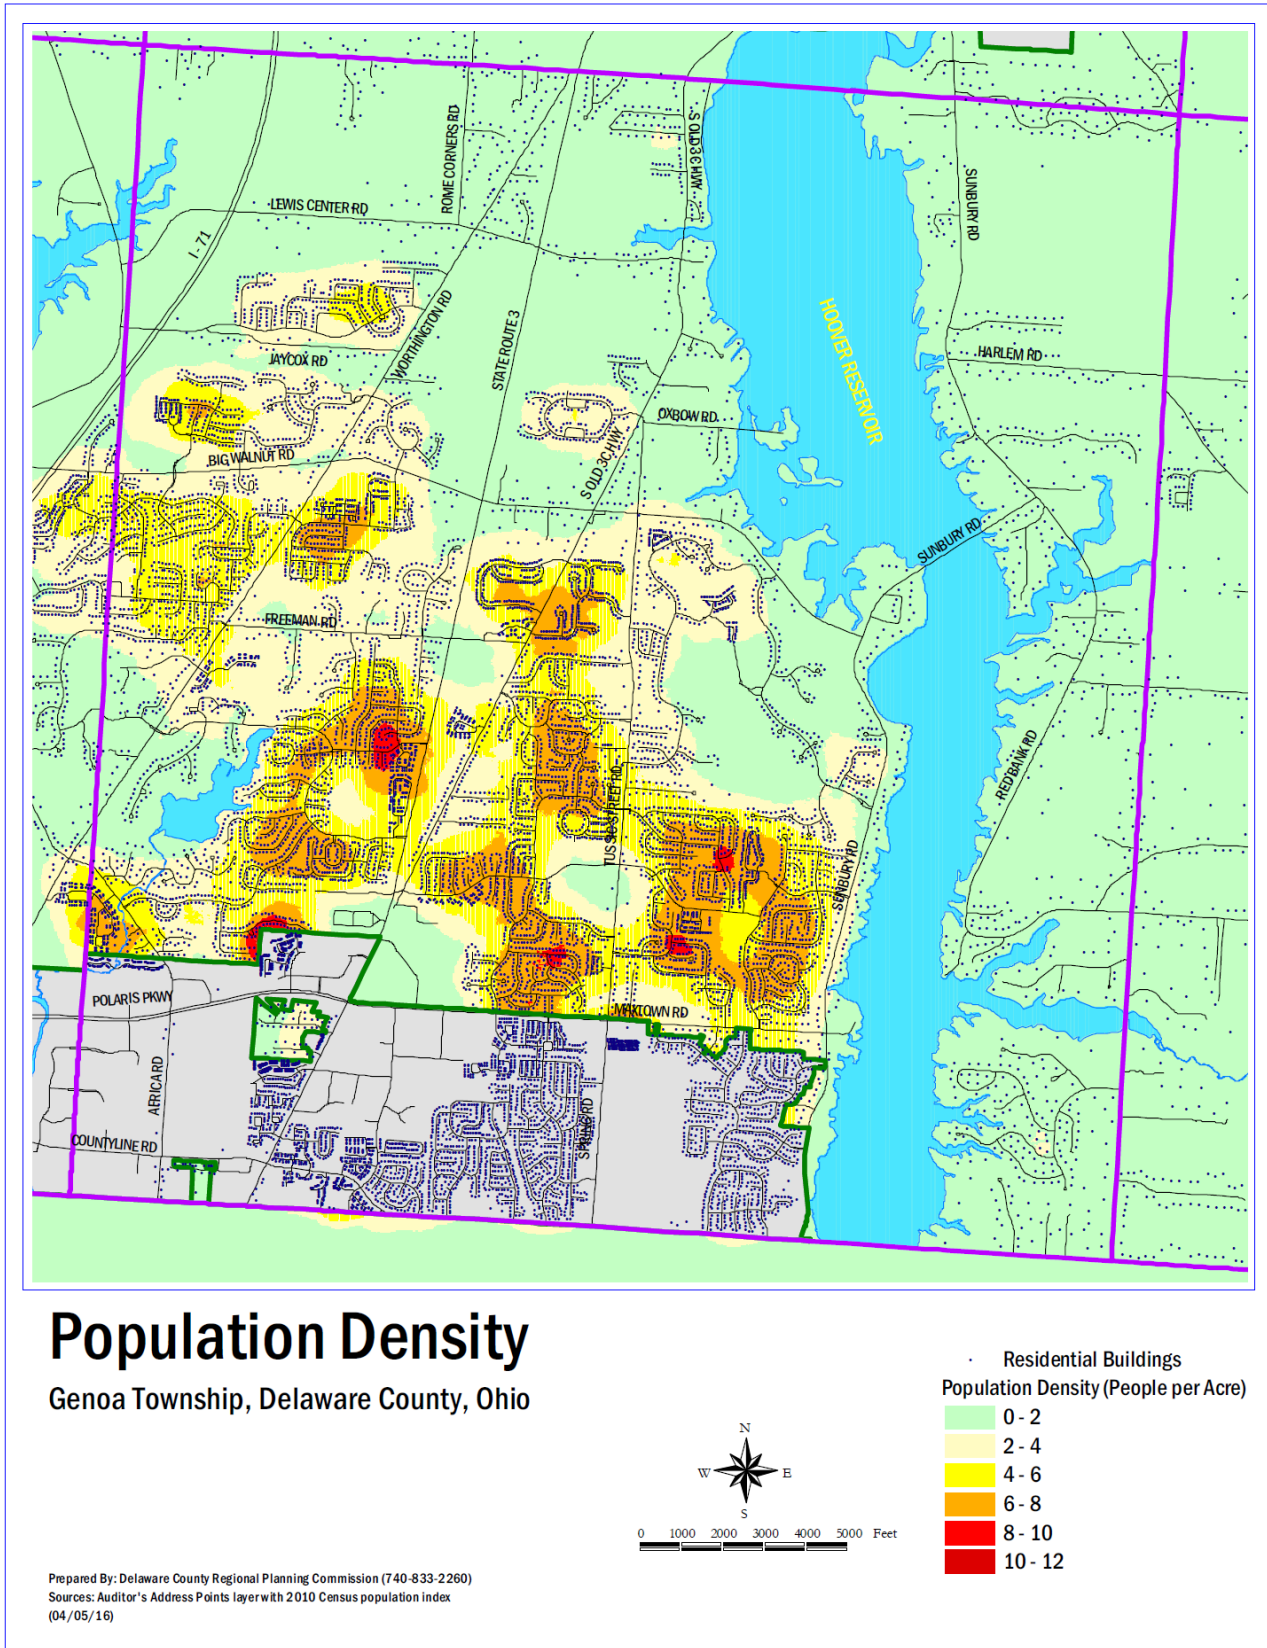 S OLD 3C HWY
ROME CORNERS RD
SUNBURY RD
LEWIS CENTER RD
I - 71
WORTHINGTON RD
HOOVER RESERVOIR
STATE ROUTE 3
HARLEM RD
JAYCOX RD
OXBOW RD
S OLD 3C HWY
BIG WALNUT RD
SUNBURY RD
FREEMAN RD
RED BANK RD
TUSSIC STREET RD
SUNBURY RD
POLARIS PKWY
MAXTOWN RD
AFRICA RD
SPRING RD
COUNTYLINE RD
Population Density
Genoa Township, Delaware County, Ohio
Residential Buildings
Population Density (People per Acre)
0 - 2
2 - 4
4 - 6
6 - 8
8 - 10
10 - 12
N
W E
S
0 1000 2000 3000 4000 5000 Feet
Prepared By: Delaware County Regional Planning Commission (740-833-2260)
Sources: Auditor's Address Points layer with 2010 Census population index
(04/05/16)